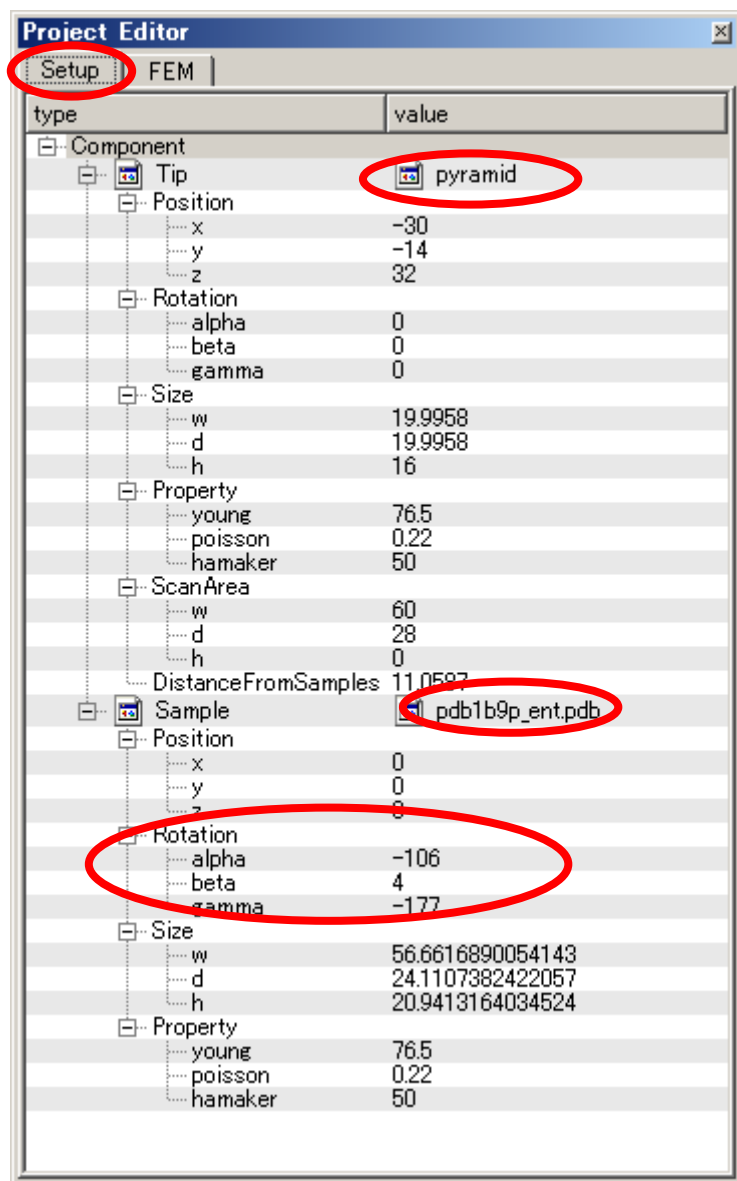 Project Editor
Setup FEM
type value
Component
Tip pyramid
Position
x -30
y -14
z 32
Rotation
alpha 0
beta 0
gamma 0
Size
w 19.9958
d 19.9958
h 16
Property
young 76.5
poisson 0.22
hamaker 50
ScanArea
w 60
d 28
h 0
DistanceFromSamples 11.0587
Sample pdb1b9p_ent.pdb
Position
x 0
y 0
z 0
Rotation
alpha -106
beta 4
gamma -177
Size
w 56.6616890054143
d 24.1107382422057
h 20.9413164034524
Property
young 76.5
poisson 0.22
hamaker 50